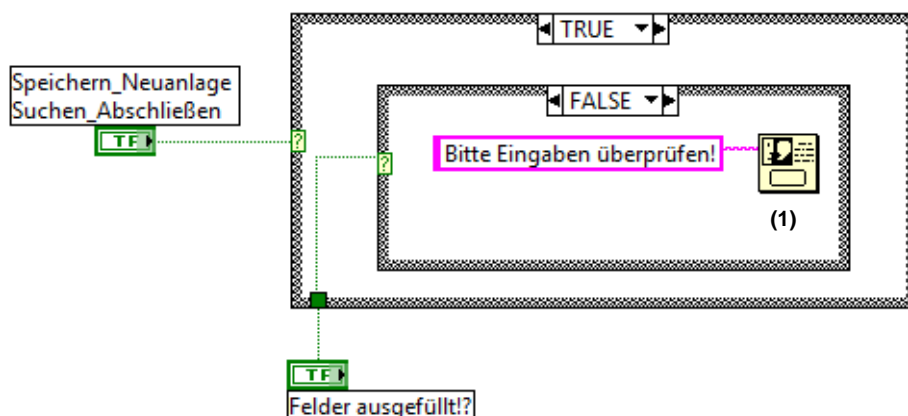 TRUE
Speichern_Neuanlage
Suchen_Abschließen
TF
?
FALSE
?
Bitte Eingaben überprüfen!
(1)
TF
Felder ausgefüllt!?